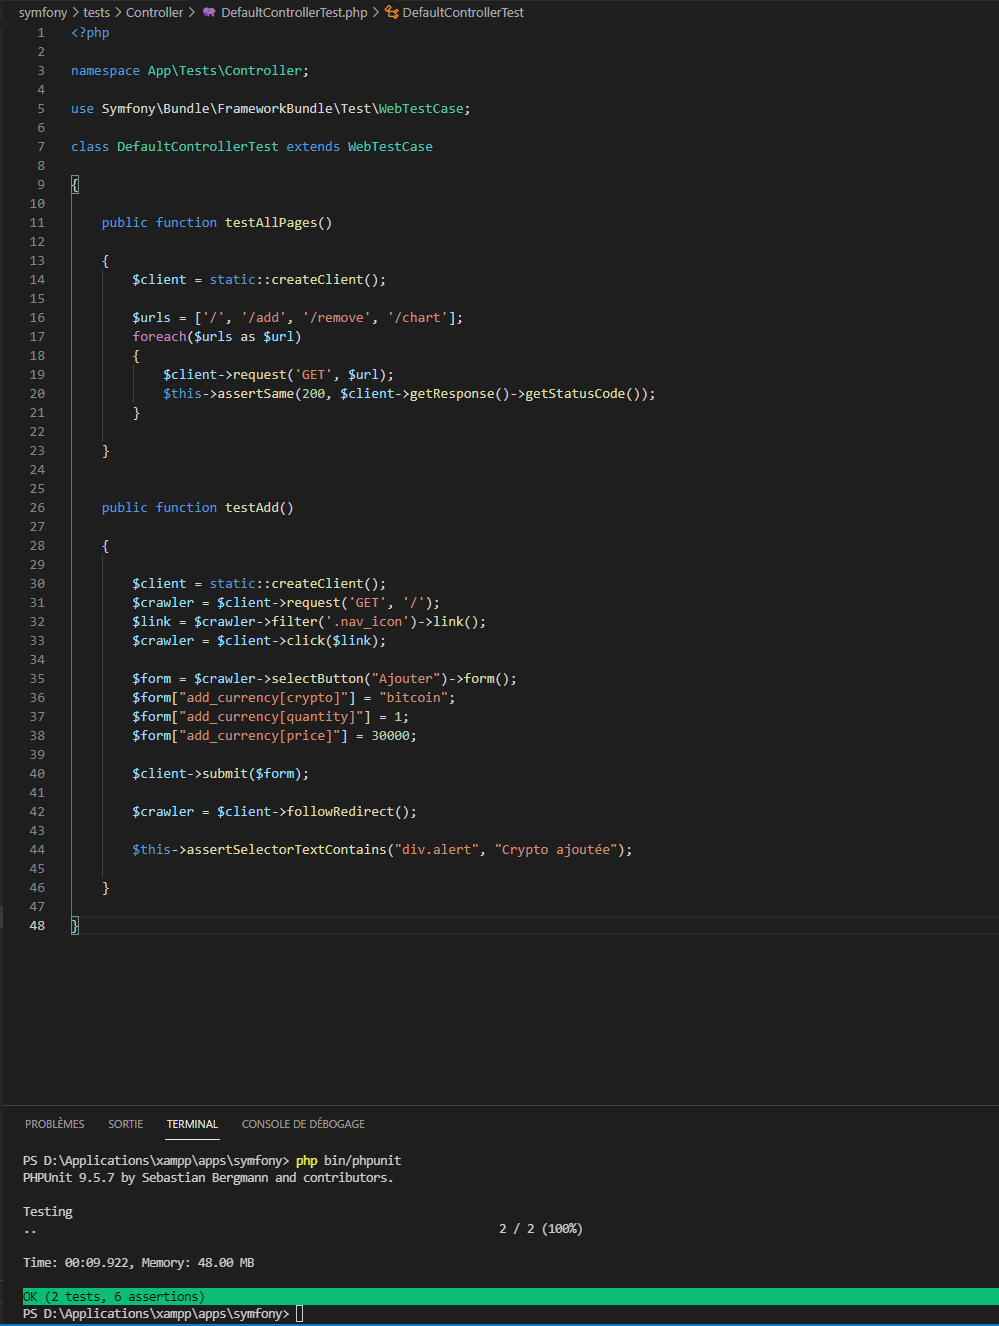 symfony > tests > Controller > DefaultControllerTest.php > DefaultControllerTest
1 <?php
2
3 namespace App\Tests\Controller;
4
5 use Symfony\Bundle\FrameworkBundle\Test\WebTestCase;
6
7 class DefaultControllerTest extends WebTestCase
8
9 {
10
11     public function testAllPages()
12
13     {
14         $client = static::createClient();
15
16         $urls = ['/', '/add', '/remove', '/chart'];
17         foreach($urls as $url)
18         {
19             $client->request('GET', $url);
20             $this->assertSame(200, $client->getResponse()->getStatusCode());
21         }
22
23     }
24
25
26     public function testAdd()
27
28     {
29
30         $client = static::createClient();
31         $crawler = $client->request('GET', '/');
32         $link = $crawler->filter('.nav_icon')->link();
33         $crawler = $client->click($link);
34
35         $form = $crawler->selectButton("Ajouter")->form();
36         $form["add_currency[crypto]"] = "bitcoin";
37         $form["add_currency[quantity]"] = 1;
38         $form["add_currency[price]"] = 30000;
39
40         $client->submit($form);
41
42         $crawler = $client->followRedirect();
43
44         $this->assertSelectorTextContains("div.alert", "Crypto ajoutée");
45
46     }
47
48 }
PROBLÈMES SORTIE TERMINAL CONSOLE DE DÉBOGAGE
PS D:\Applications\xampp\apps\symfony> php bin/phpunit
PHPUnit 9.5.7 by Sebastian Bergmann and contributors.
Testing
.. 2 / 2 (100%)
Time: 00:09.922, Memory: 48.00 MB
OK (2 tests, 6 assertions)
PS D:\Applications\xampp\apps\symfony>